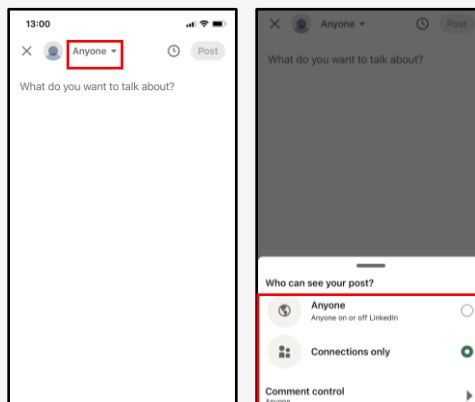 13:00
Anyone
Post
What do you want to talk about?
Anyone
Post
What do you want to talk about?
Who can see your post?
Anyone
Anyone on or off LinkedIn
Connections only
Comment control
Anyone